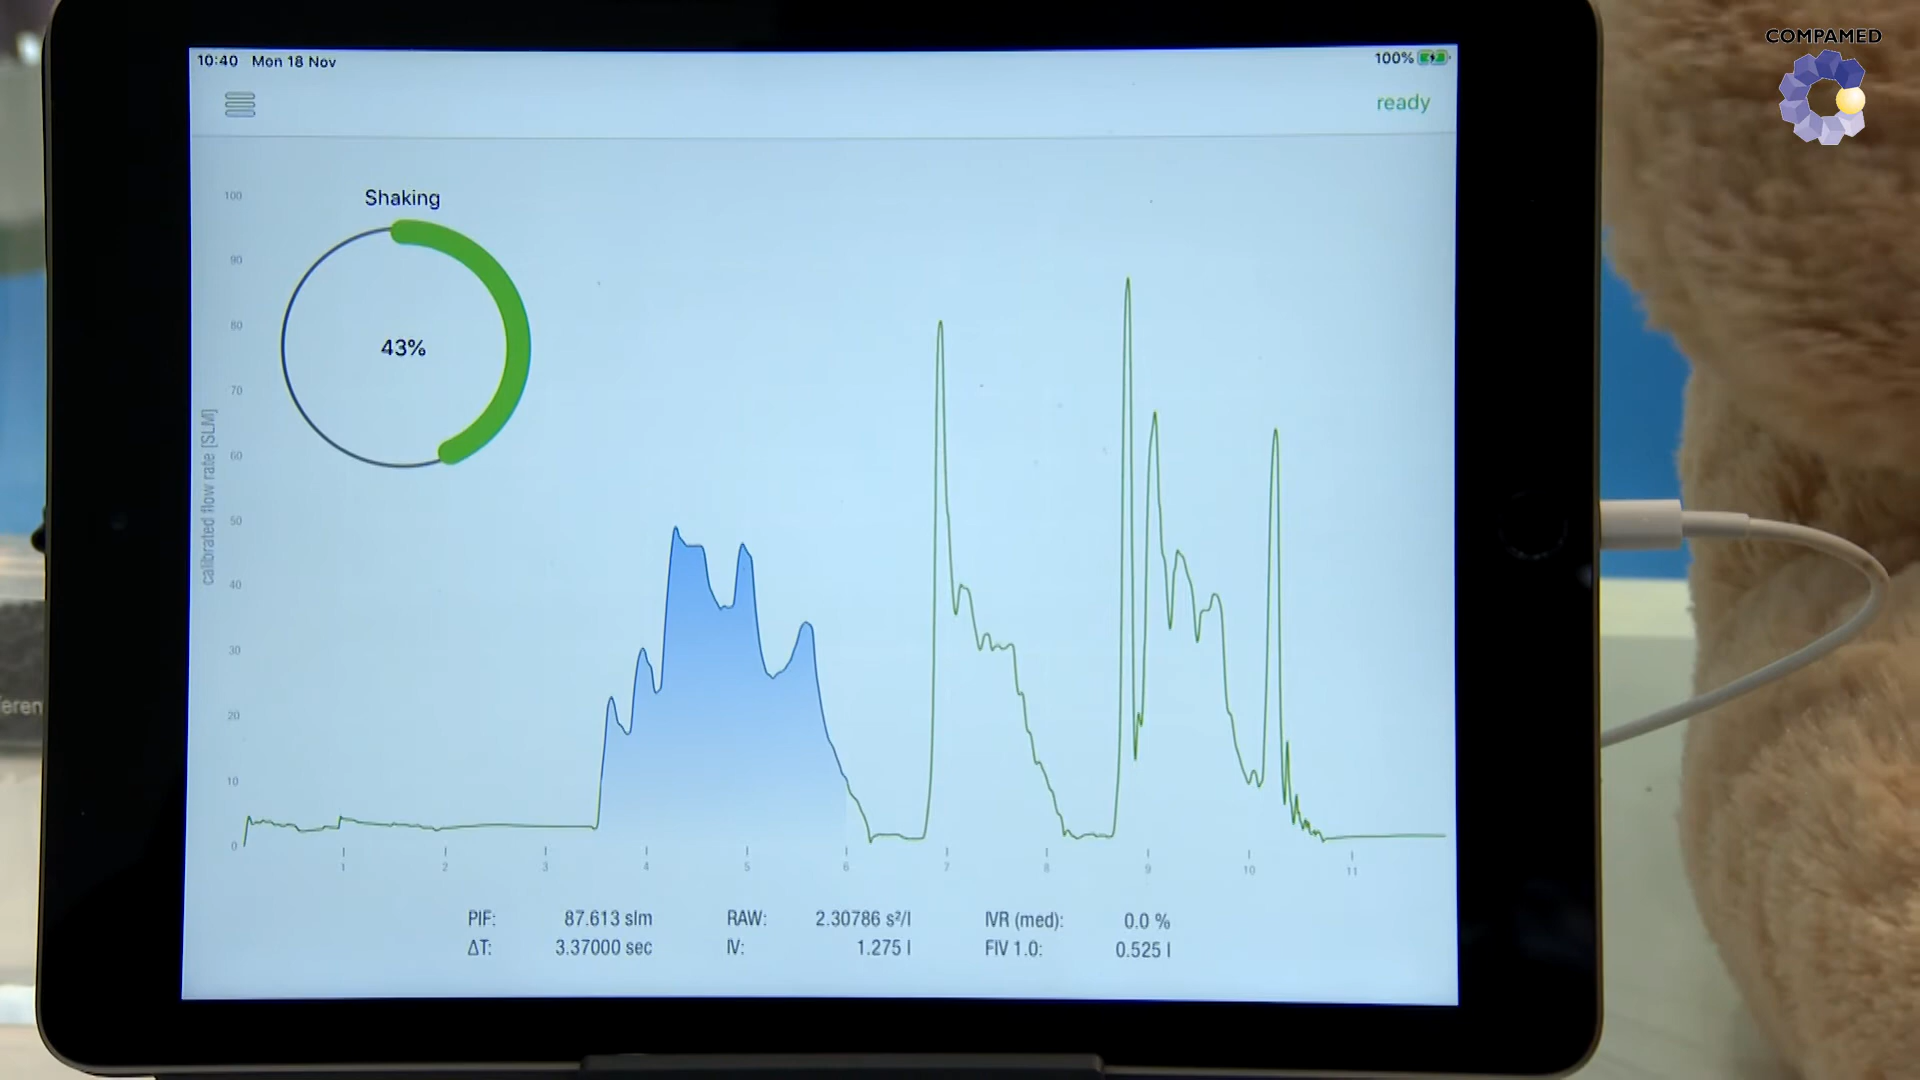 COMPAMED
10:40 Mon 18 Nov
100%
ready
Shaking
43%
calibrated flow rate [SLM]
100
90
80
70
60
50
40
30
20
10
0
1 2 3 4 5 6 7 8 9 10 11
PIF: 87.613 slm RAW: 2.30786 s²/l IVR (med): 0.0 %
ΔT: 3.37000 sec IV: 1.275 l FIV 1.0: 0.525 l